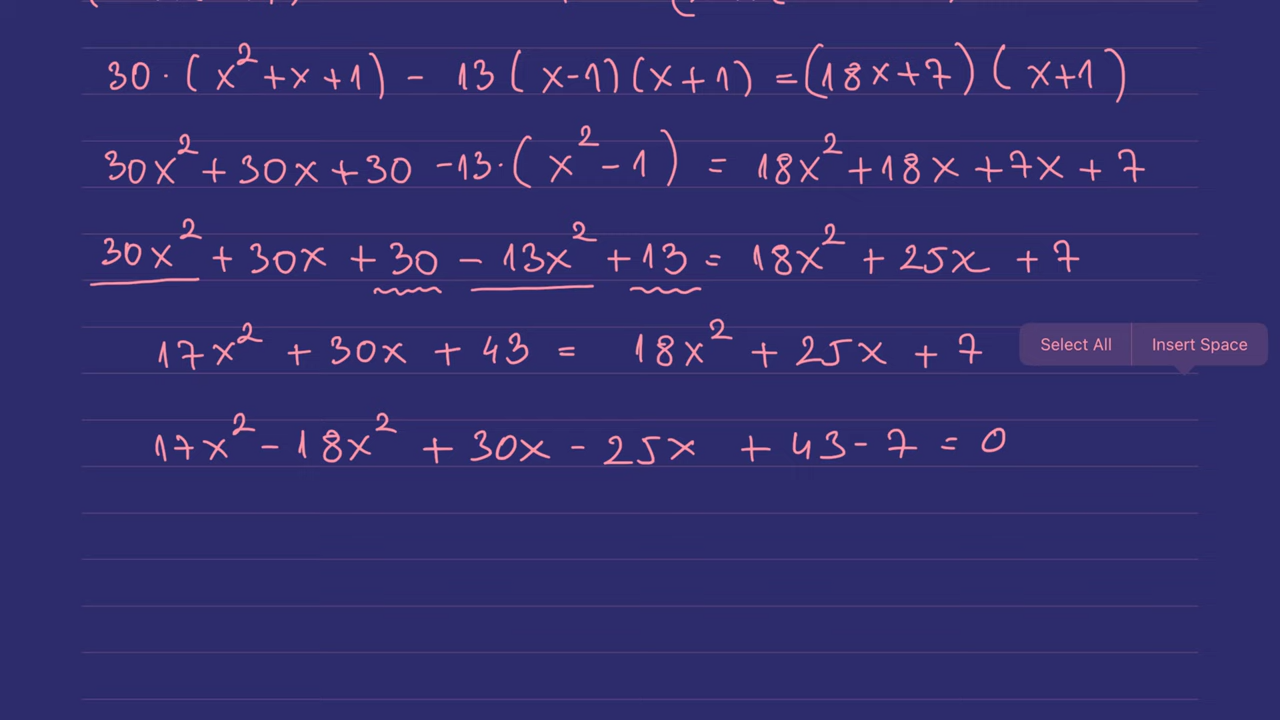 30 · (x² + x + 1) - 13(x-1)(x+1) = (18x+7)(x+1)
30x² + 30x + 30 - 13 · (x² - 1) = 18x² + 18x + 7x + 7
30x² + 30x + 30 - 13x² + 13 = 18x² + 25x + 7
17x² + 30x + 43 = 18x² + 25x + 7
Select All Insert Space
17x² - 18x² + 30x - 25x + 43 - 7 = 0